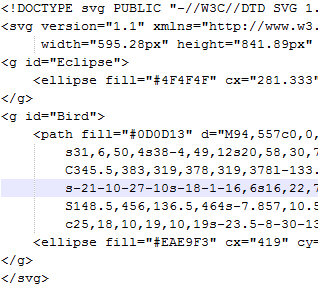 <!DOCTYPE svg PUBLIC "-//W3C//DTD SVG 1.
<svg version="1.1" xmlns="http://www.w3.
width="595.28px" height="841.89px"
<g id="Eclipse">
<ellipse fill="#4F4F4F" cx="281.333"
</g>
<g id="Bird">
<path fill="#0D0D13" d="M94,557c0,0,
s31,6,50,4s38-4,49,12s20,58,30,7
C345.5,383,319,378,319,378l-133.
s-21-10-27-10s-18-1-16,6s16,22,7
S148.5,456,136.5,464s-7.857,10.5
c25,18,10,19,10,19s-23.5-8-30-13
<ellipse fill="#EAE9F3" cx="419" cy=
</g>
</svg>